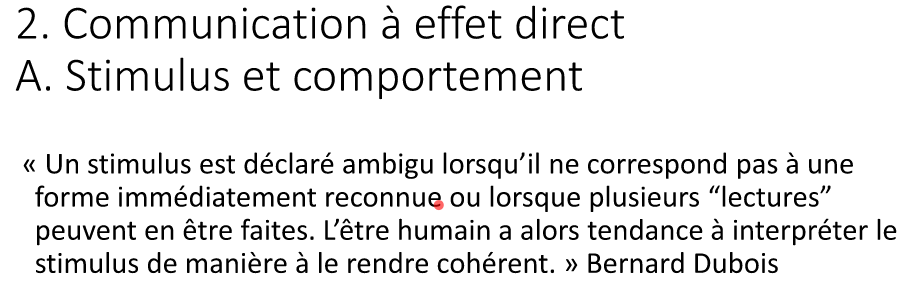 2. Communication à effet direct
A. Stimulus et comportement
« Un stimulus est déclaré ambigu lorsqu’il ne correspond pas à une
forme immédiatement reconnue ou lorsque plusieurs “lectures”
peuvent en être faites. L’être humain a alors tendance à interpréter le
stimulus de manière à le rendre cohérent. » Bernard Dubois